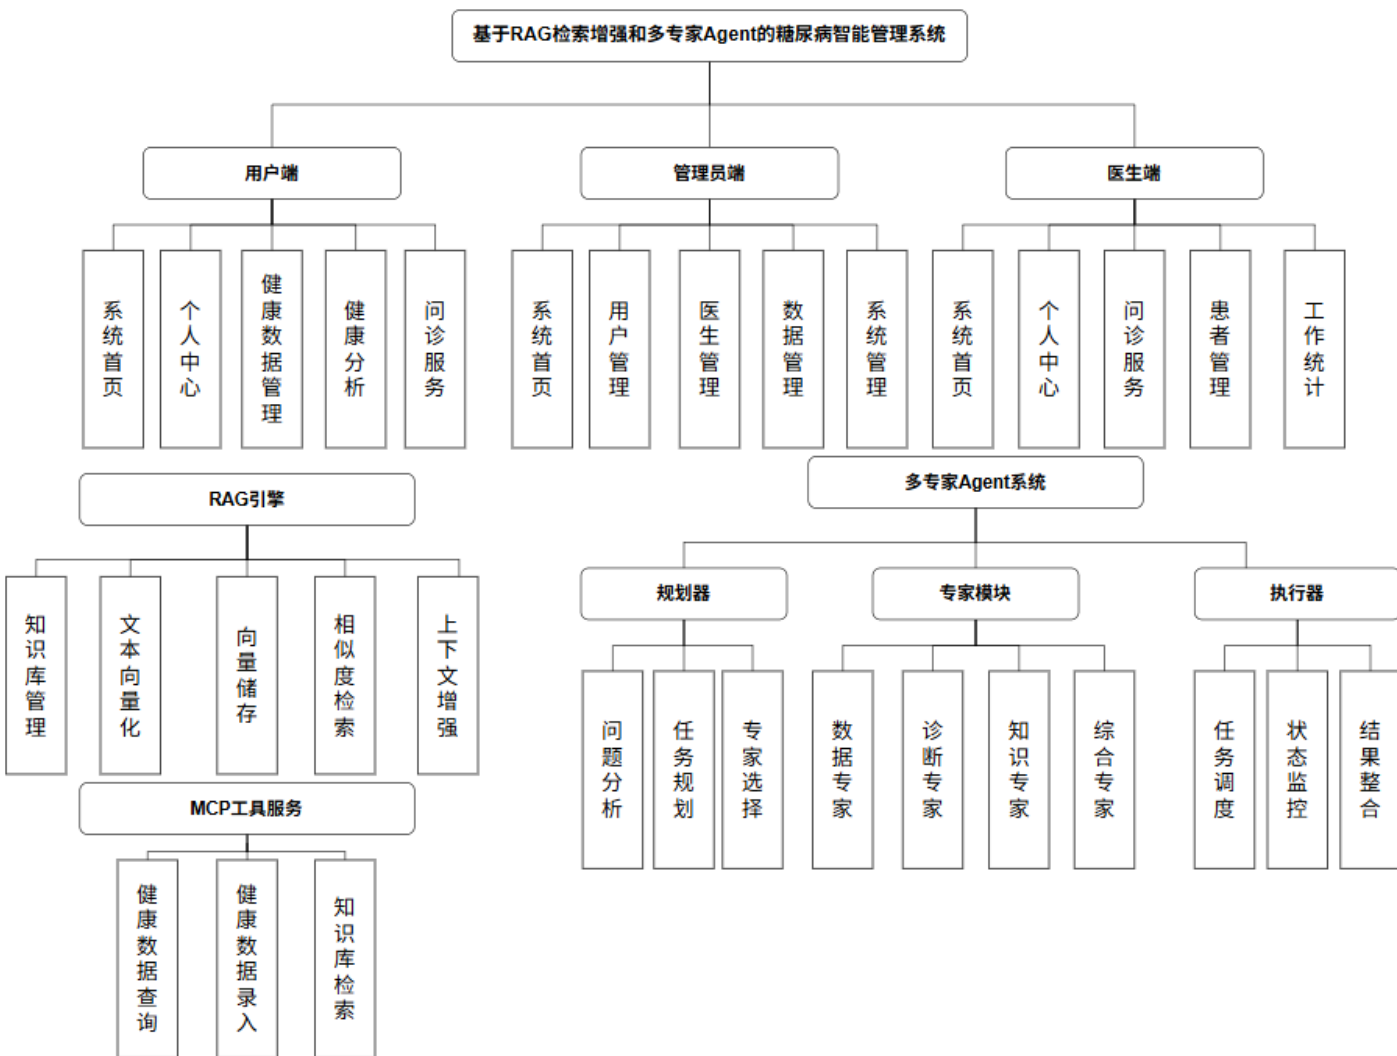 基于RAG检索增强和多专家Agent的糖尿病智能管理系统
用户端
管理员端
医生端
系统首页
个人中心
健康数据管理
健康分析
问诊服务
系统首页
用户管理
医生管理
数据管理
系统管理
系统首页
个人中心
问诊服务
患者管理
工作统计
RAG引擎
多专家Agent系统
知识库管理
文本向量化
向量储存
相似度检索
上下文增强
规划器
专家模块
执行器
问题分析
任务规划
专家选择
数据专家
诊断专家
知识专家
综合专家
任务调度
状态监控
结果整合
MCP工具服务
健康数据查询
健康数据录入
知识库检索